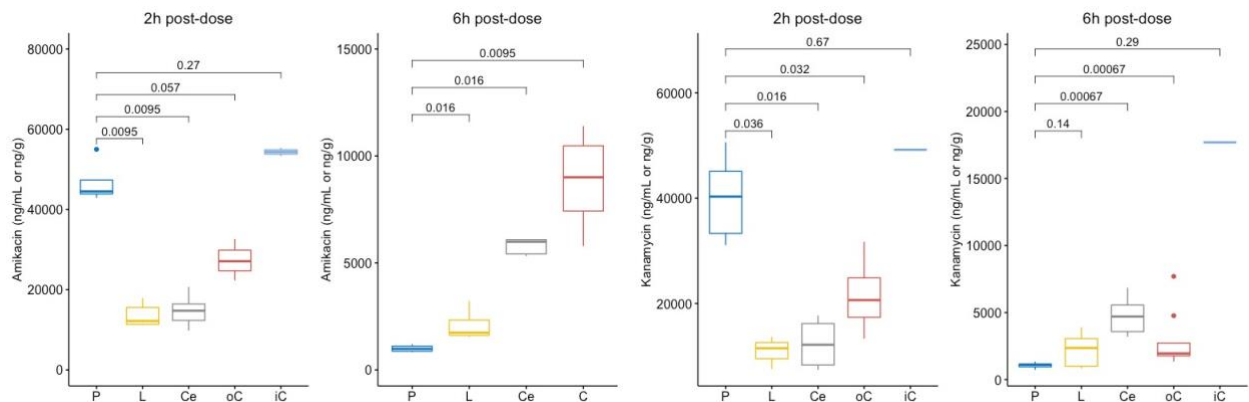 2h post-dose
Amikacin (ng/mL or ng/g)
80000
60000
40000
20000
0
0.27
0.057
0.0095
0.0095
P L Ce oC iC
6h post-dose
Amikacin (ng/mL or ng/g)
15000
10000
5000
0
0.0095
0.016
0.016
P L Ce C
2h post-dose
Kanamycin (ng/mL or ng/g)
60000
40000
20000
0.67
0.032
0.016
0.036
P L Ce oC iC
6h post-dose
Kanamycin (ng/mL or ng/g)
25000
20000
15000
10000
5000
0
0.29
0.00067
0.00067
0.14
P L Ce oC iC